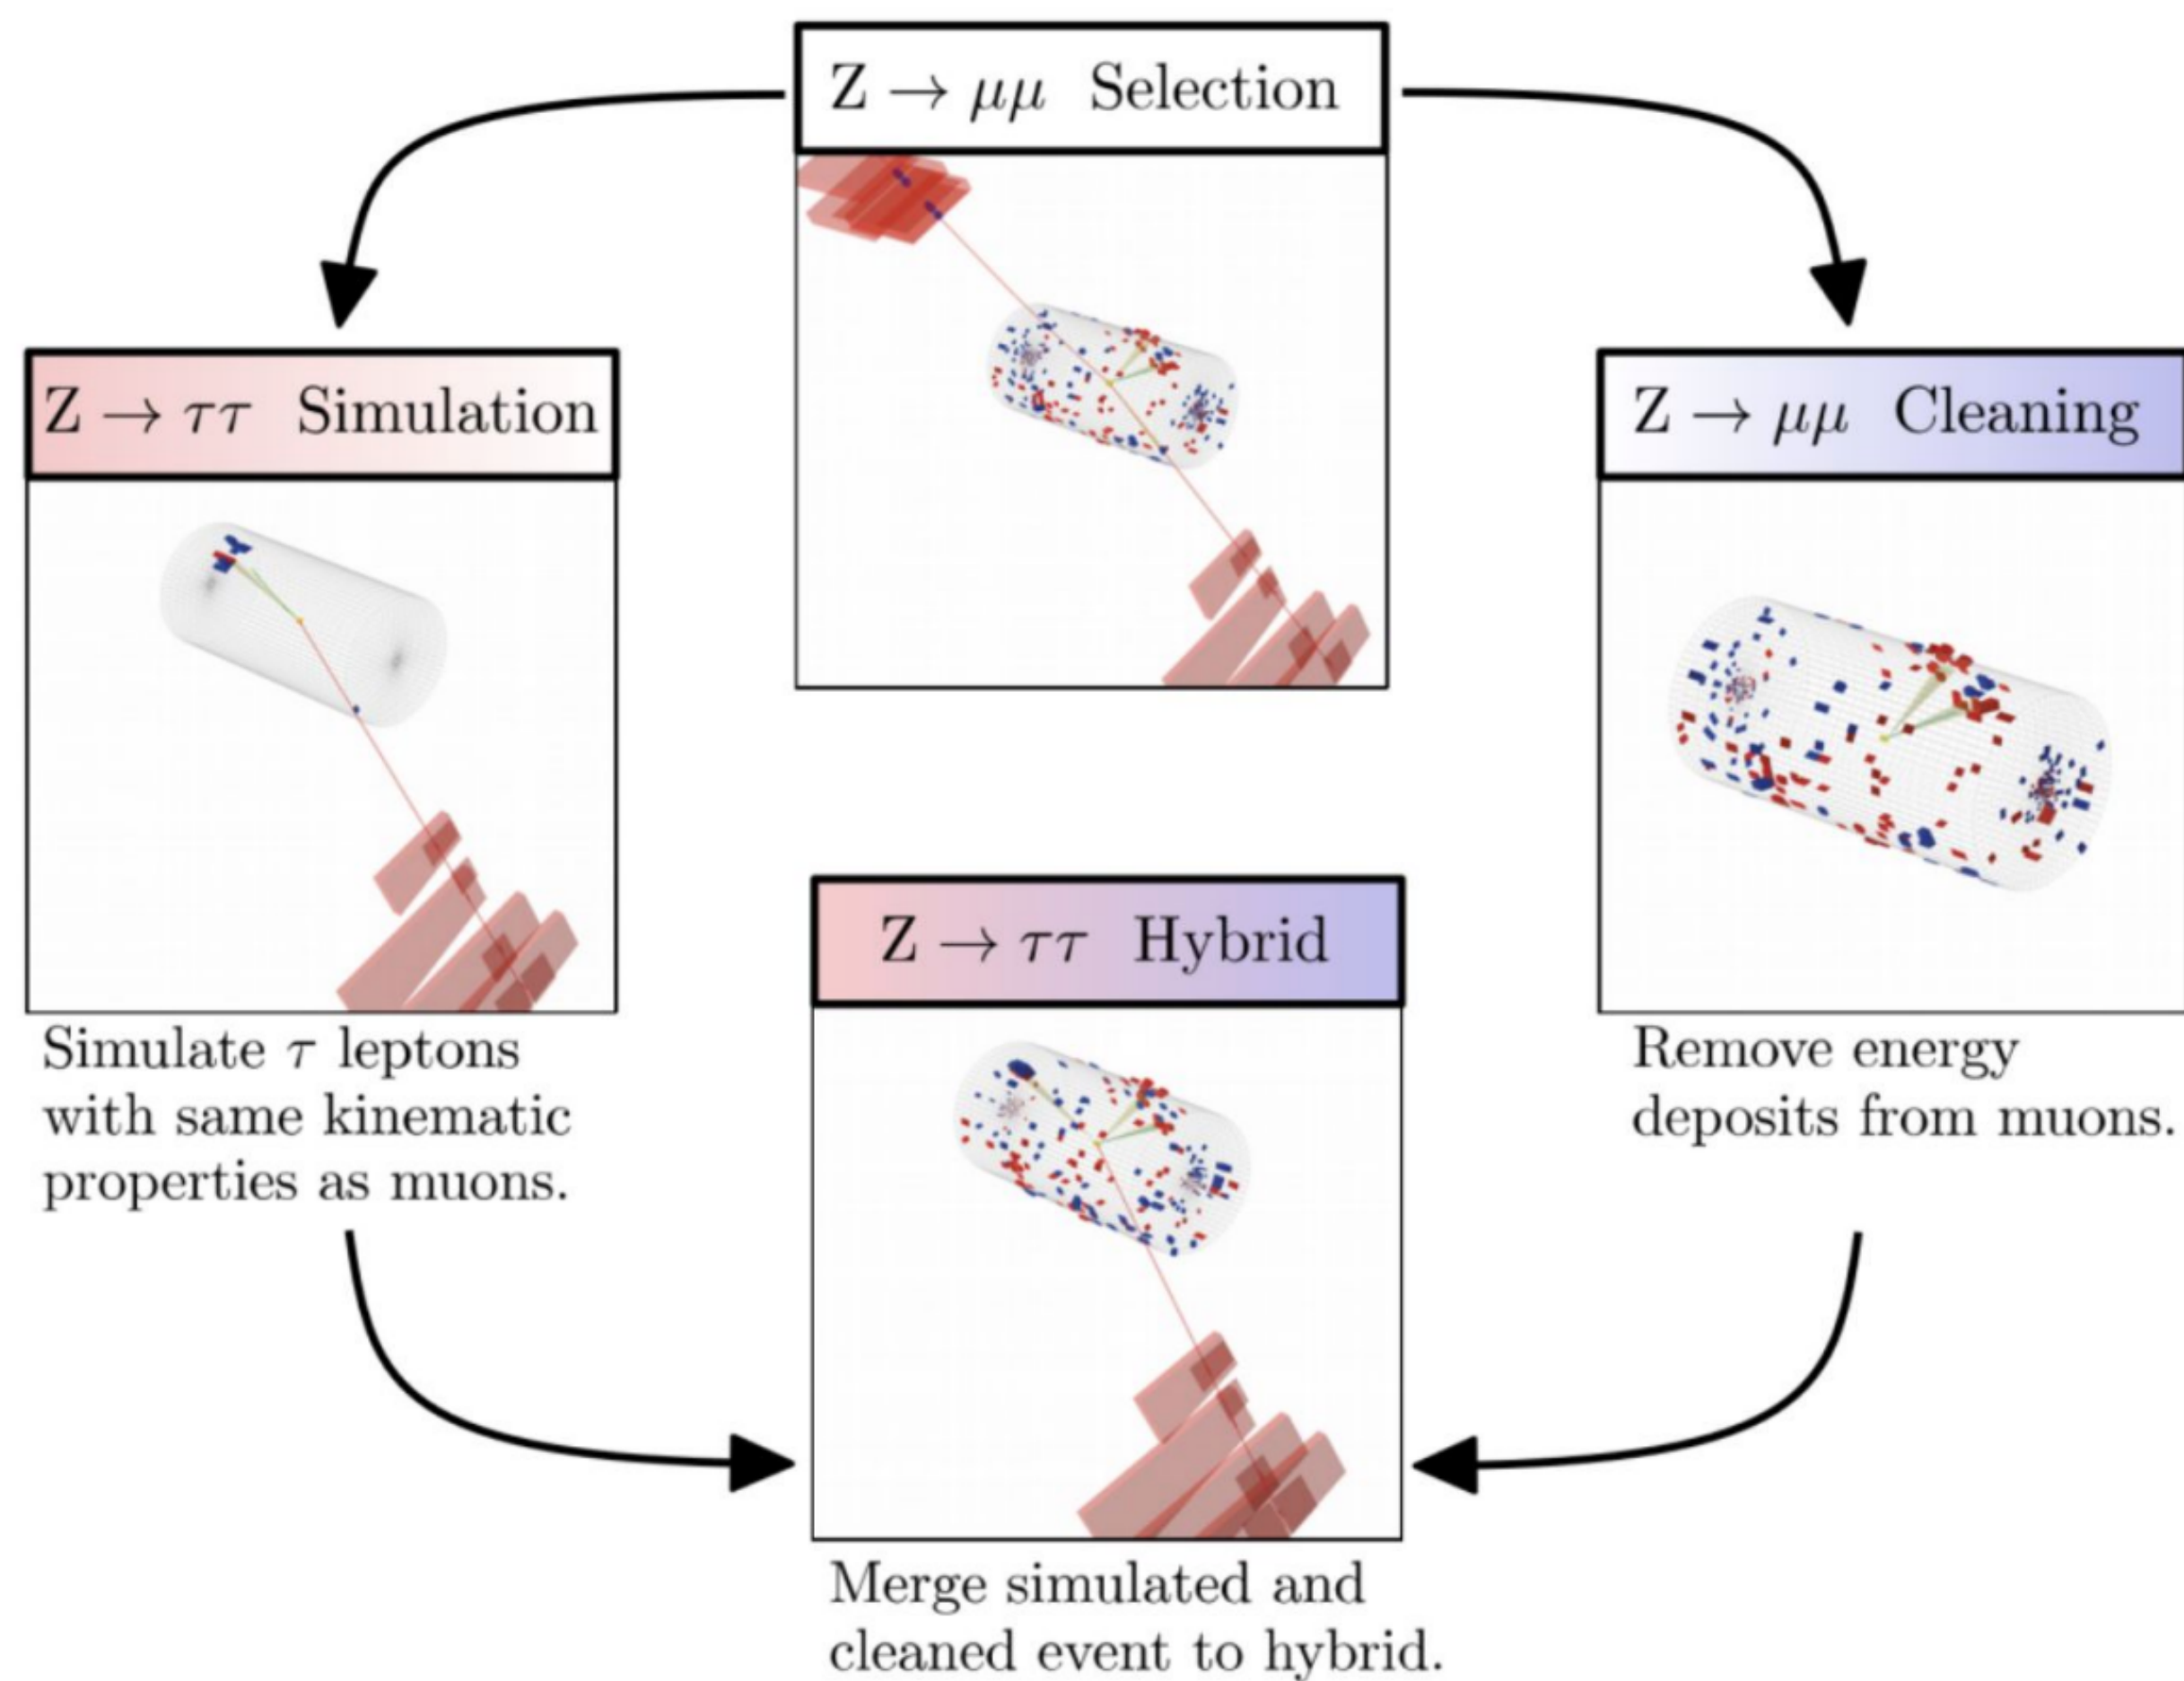 Z → μμ Selection
Z → ττ Simulation
Z → μμ Cleaning
Simulate τ leptons
with same kinematic
properties as muons.
Remove energy
deposits from muons.
Z → ττ Hybrid
Merge simulated and
cleaned event to hybrid.